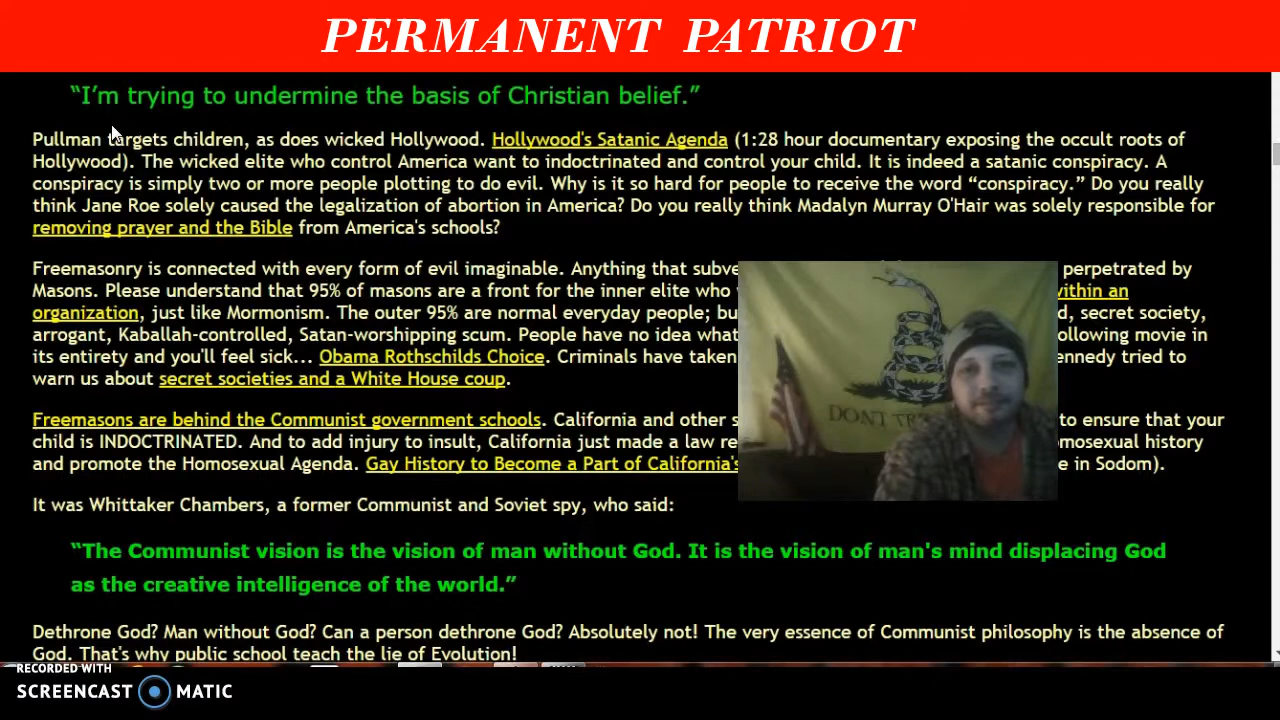 PERMANENT PATRIOT
“I’m trying to undermine the basis of Christian belief.”
Pullman targets children, as does wicked Hollywood. Hollywood's Satanic Agenda (1:28 hour documentary exposing the occult roots of
Hollywood). The wicked elite who control America want to indoctrinated and control your child. It is indeed a satanic conspiracy. A
conspiracy is simply two or more people plotting to do evil. Why is it so hard for people to receive the word “conspiracy.” Do you really
think Jane Roe solely caused the legalization of abortion in America? Do you really think Madalyn Murray O'Hair was solely responsible for
removing prayer and the Bible from America's schools?
Freemasonry is connected with every form of evil imaginable. Anything that subve perpetrated by
Masons. Please understand that 95% of masons are a front for the inner elite who ithin an
organization, just like Mormonism. The outer 95% are normal everyday people; bu d, secret society,
arrogant, Kaballah-controlled, Satan-worshipping scum. People have no idea what ollowing movie in
its entirety and you'll feel sick... Obama Rothschilds Choice. Criminals have taken ennedy tried to
warn us about secret societies and a White House coup.
Freemasons are behind the Communist government schools. California and other s to ensure that your
child is INDOCTRINATED. And to add injury to insult, California just made a law re omosexual history
and promote the Homosexual Agenda. Gay History to Become a Part of California's e in Sodom).
DONT TR
It was Whittaker Chambers, a former Communist and Soviet spy, who said:
“The Communist vision is the vision of man without God. It is the vision of man's mind displacing God
as the creative intelligence of the world.”
Dethrone God? Man without God? Can a person dethrone God? Absolutely not! The very essence of Communist philosophy is the absence of
God. That's why public school teach the lie of Evolution!
RECORDED WITH
SCREENCAST MATIC